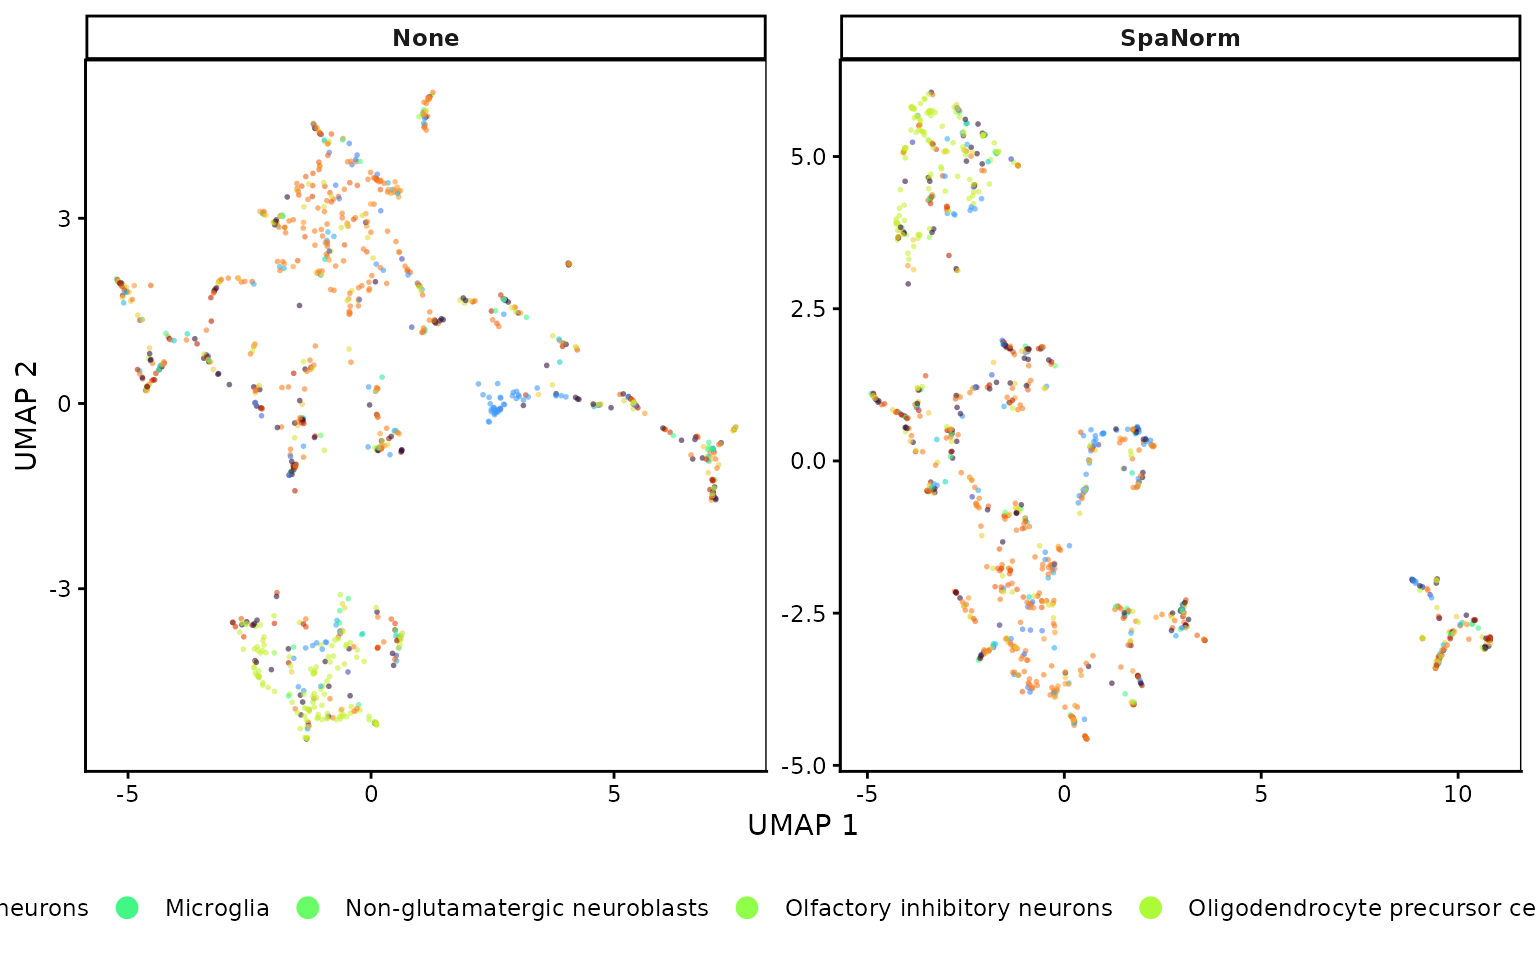 None
SpaNorm
UMAP 2
3
0
-3
5.0
2.5
0.0
-2.5
-5.0
-5 0 5
-5 0 5 10
UMAP 1
neurons Microglia Non-glutamatergic neuroblasts Olfactory inhibitory neurons Oligodendrocyte precursor ce